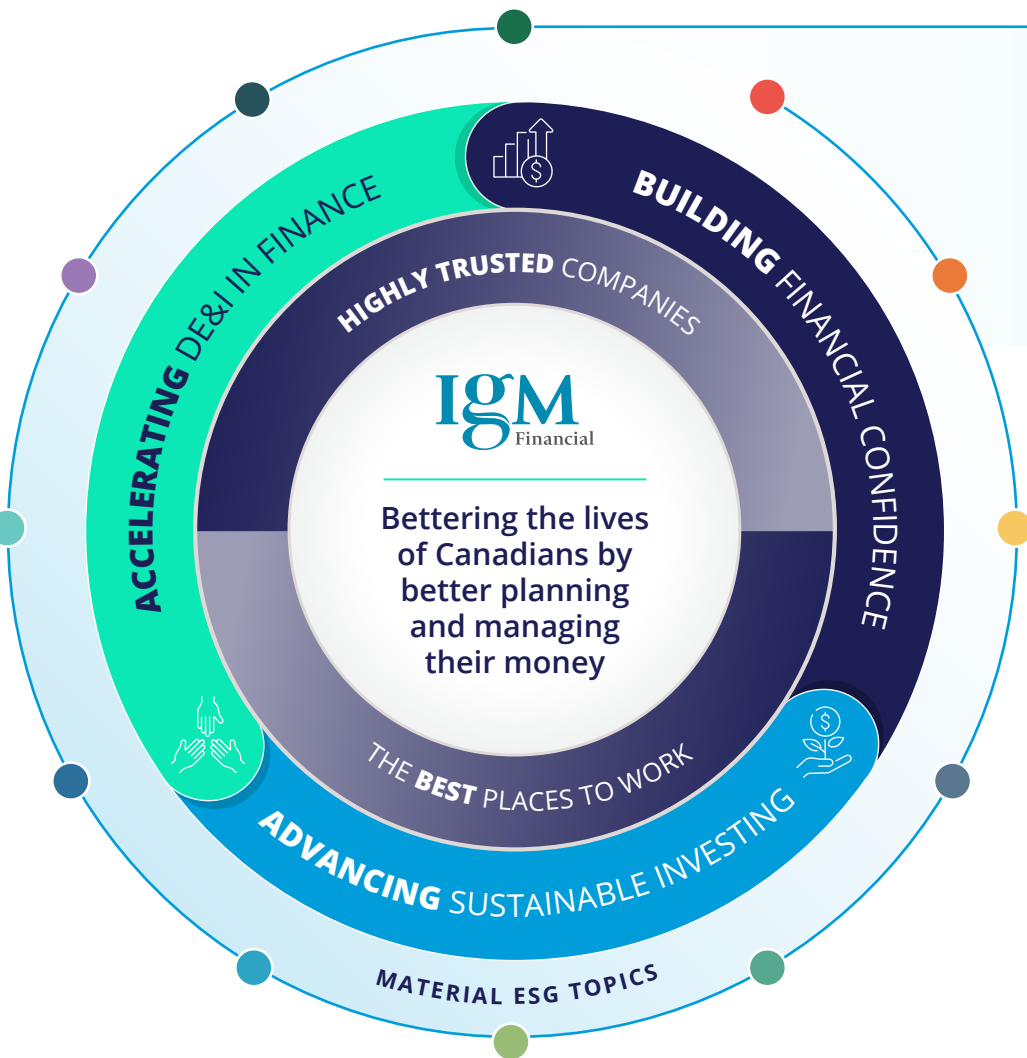 BUILDING FINANCIAL CONFIDENCE
ACCELERATING DE&I IN FINANCE
HIGHLY TRUSTED COMPANIES
IgM
Financial
Bettering the lives
of Canadians by
better planning
and managing
their money
THE BEST PLACES TO WORK
ADVANCING SUSTAINABLE INVESTING
MATERIAL ESG TOPICS
$
$